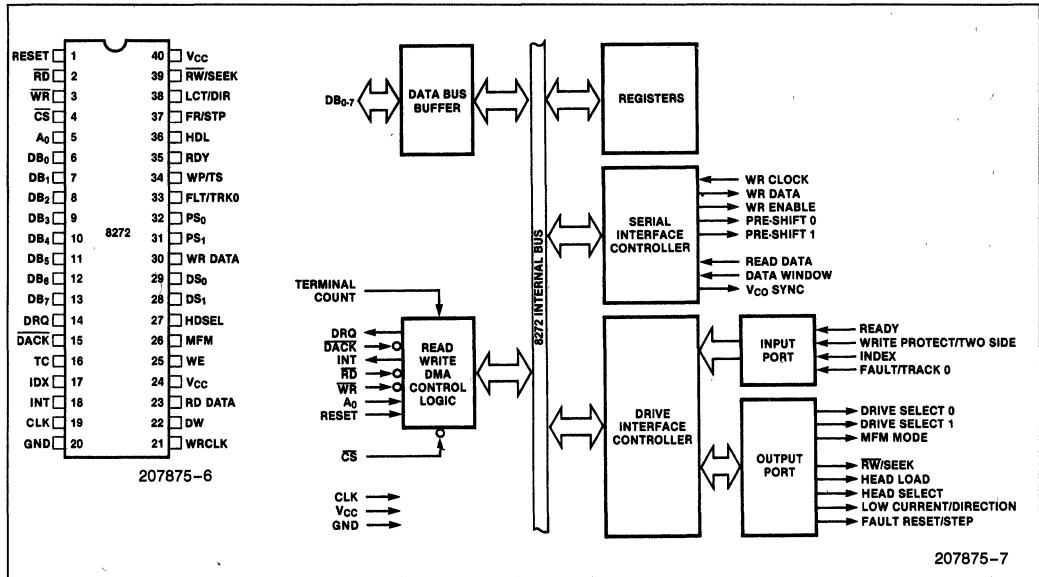 RESET 1 40 VCC
RD 2 39 RW/SEEK
WR 3 38 LCT/DIR
CS 4 37 FR/STP
A0 5 36 HDL
DB0 6 35 RDY
DB1 7 34 WP/TS
DB2 8 33 FLT/TRK0
DB3 9 32 PS0
DB4 10 8272 31 PS1
DB5 11 30 WR DATA
DB6 12 29 DS0
DB7 13 28 DS1
DRQ 14 27 HDSEL
DACK 15 26 MFM
TC 16 25 WE
IDX 17 24 VCC
INT 18 23 RD DATA
CLK 19 22 DW
GND 20 21 WRCLK
207875-6
DB0-7
DATA BUS
BUFFER
REGISTERS
8272 INTERNAL BUS
SERIAL
INTERFACE
CONTROLLER
WR CLOCK
WR DATA
WR ENABLE
PRE-SHIFT 0
PRE-SHIFT 1
READ DATA
DATA WINDOW
VCO SYNC
TERMINAL
COUNT
DRQ
DACK
INT
RD
WR
A0
RESET
CS
READ
WRITE
DMA
CONTROL
LOGIC
CLK
VCC
GND
DRIVE
INTERFACE
CONTROLLER
INPUT
PORT
READY
WRITE PROTECT/TWO SIDE
INDEX
FAULT/TRACK 0
OUTPUT
PORT
DRIVE SELECT 0
DRIVE SELECT 1
MFM MODE
RW/SEEK
HEAD LOAD
HEAD SELECT
LOW CURRENT/DIRECTION
FAULT RESET/STEP
207875-7